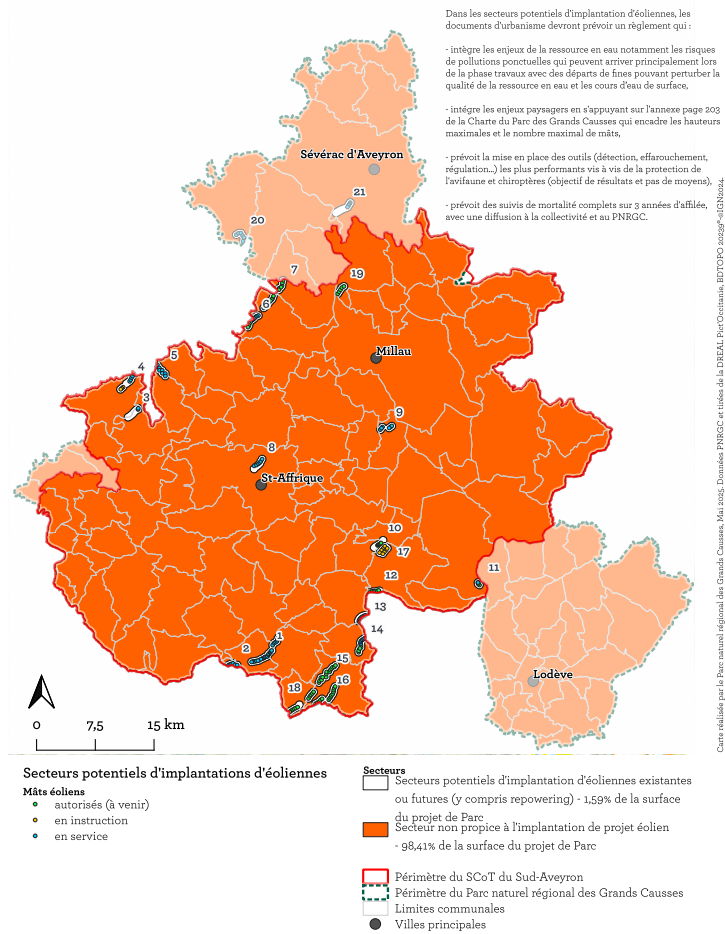 Dans les secteurs potentiels d'implantation d'éoliennes, les
documents d'urbanisme devront prévoir un règlement qui :
- intègre les enjeux de la ressource en eau notamment les risques
de pollutions ponctuelles qui peuvent arriver principalement lors
de la phase travaux avec des départs de fines pouvant perturber la
qualité de la ressource en eau et les cours d'eau de surface,
- intégre les enjeux paysagers en s'appuyant sur l'annexe page 203
de la Charte du Parc des Grands Causses qui encadre les hauteurs
maximales et le nombre maximal de mâts,
- prévoit la mise en place des outils (détection, effarouchement,
régulation...) les plus performants vis à vis de la protection de
l'avifaune et chiroptères (objectif de résultats et pas de moyens),
- prévoit des suivis de mortalité complets sur 3 années d'affilée,
avec une diffusion à la collectivité et au PNRGC.
Sévérac d'Aveyron
21
20
7
19
6
Millau
5
4
3
9
8
St-Affrique
10
17
11
12
13
14
1
2
15
16
18
Lodève
0 7,5 15 km
Carte réalisée par le Parc naturel régional des Grands Causses, Mai 2025. Données PNRGC et tirées de la DREAL Pict'Occitanie, BDTOPO 20239®-@IGN2024.
Secteurs potentiels d'implantations d'éoliennes
Mâts éoliens
autorisés (à venir)
en instruction
en service
Secteurs
Secteurs potentiels d'implantation d'éoliennes existantes
ou futures (y compris repowering) - 1,59% de la surface
du projet de Parc
Secteur non propice à l'implantation de projet éolien
- 98,41% de la surface du projet de Parc
Périmètre du SCoT du Sud-Aveyron
Périmètre du Parc naturel régional des Grands Causses
Limites communales
Villes principales